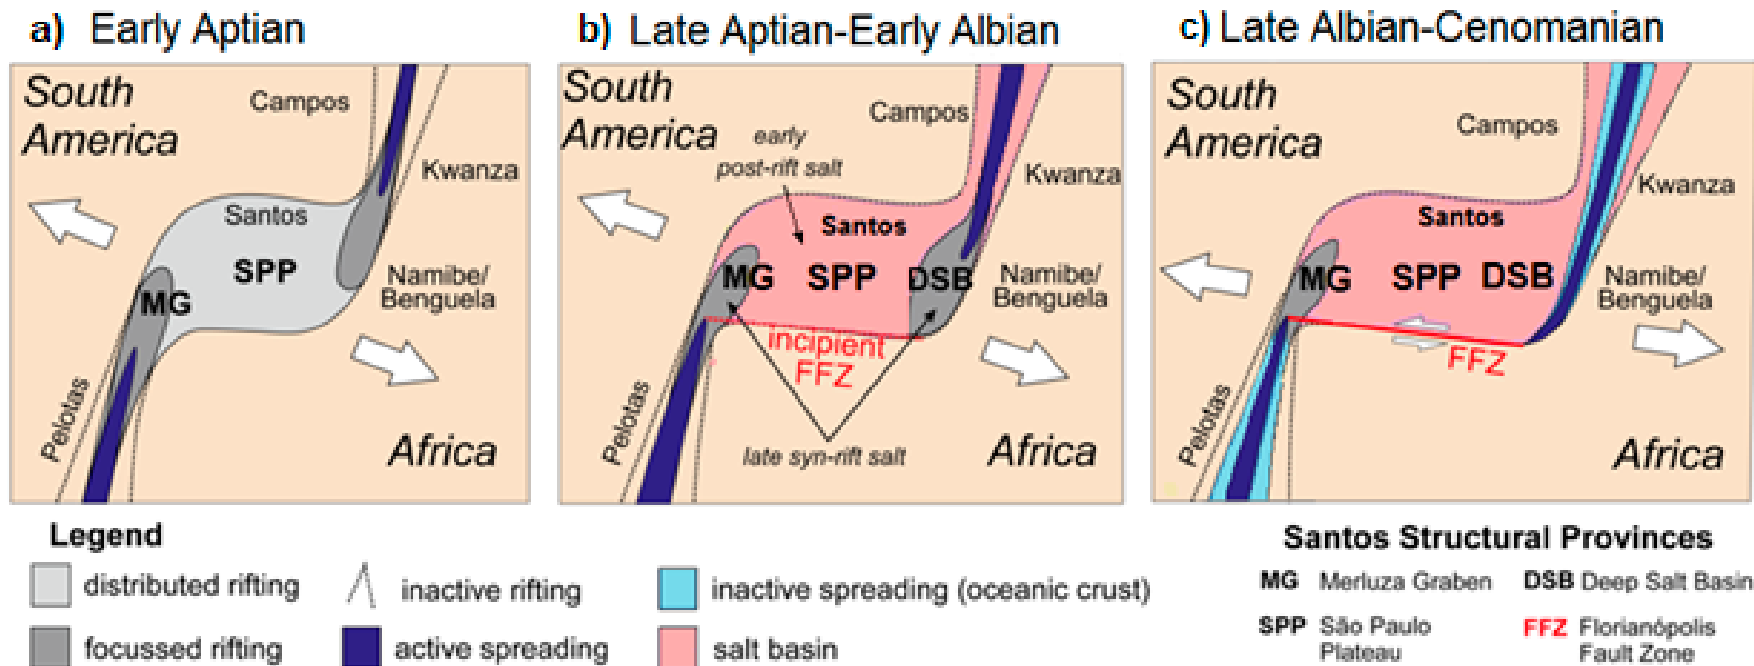 a) Early Aptian
South
America
Campos
Kwanza
Santos
SPP
MG
Namibe/
Benguela
Pelotas
Africa
b) Late Aptian-Early Albian
South
America
early
post-rift salt
Campos
Kwanza
Santos
MG
SPP
DSB
Namibe/
Benguela
incipient
FFZ
Pelotas
late syn-rift salt
Africa
c) Late Albian-Cenomanian
South
America
Campos
Kwanza
Santos
MG
SPP
DSB
Namibe/
Benguela
FFZ
Pelotas
Africa
Legend
distributed rifting
inactive rifting
inactive spreading (oceanic crust)
focussed rifting
active spreading
salt basin
Santos Structural Provinces
MG Merluza Graben
DSB Deep Salt Basin
SPP São Paulo
Plateau
FFZ Florianópolis
Fault Zone